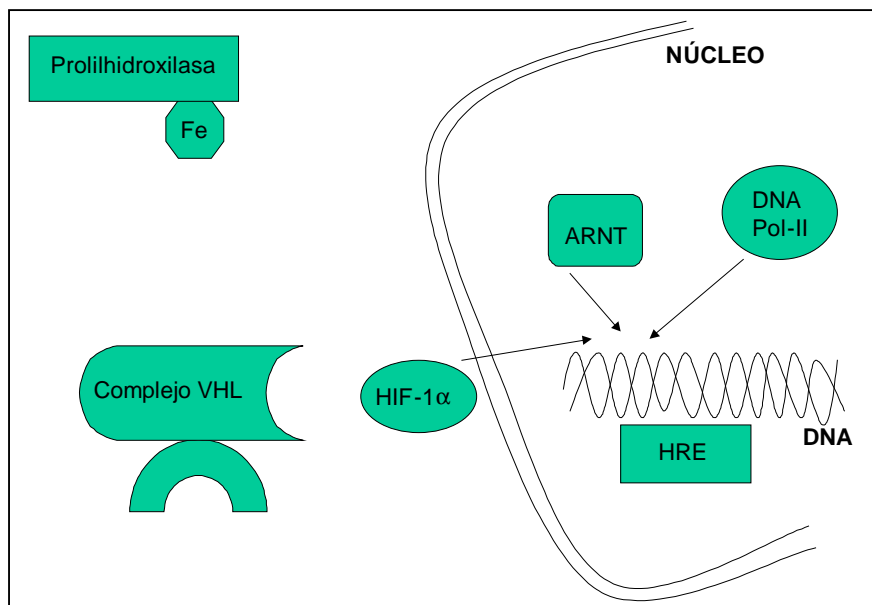 Prolilhidroxilasa
Fe
NÚCLEO
ARNT
DNA
Pol-II
Complejo VHL
HIF-1α
DNA
HRE